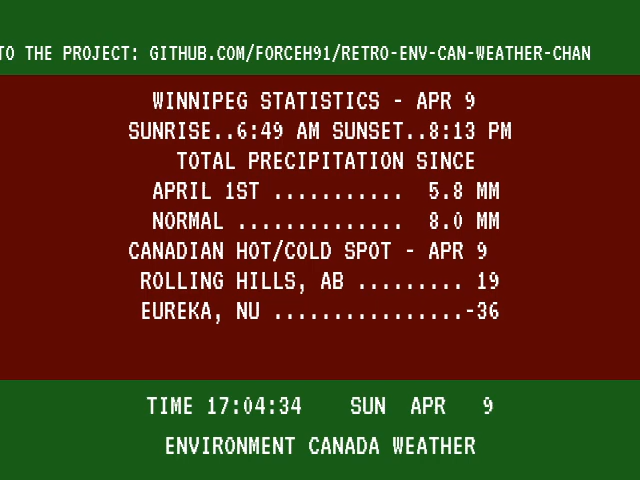 TO THE PROJECT: GITHUB.COM/FORCEH91/RETRO-ENV-CAN-WEATHER-CHAN
WINNIPEG STATISTICS - APR 9
SUNRISE..6:49 AM SUNSET..8:13 PM
TOTAL PRECIPITATION SINCE
APRIL 1ST ........... 5.8 MM
NORMAL .............. 8.0 MM
CANADIAN HOT/COLD SPOT - APR 9
ROLLING HILLS, AB ......... 19
EUREKA, NU ................-36
TIME 17:04:34 SUN APR 9
ENVIRONMENT CANADA WEATHER